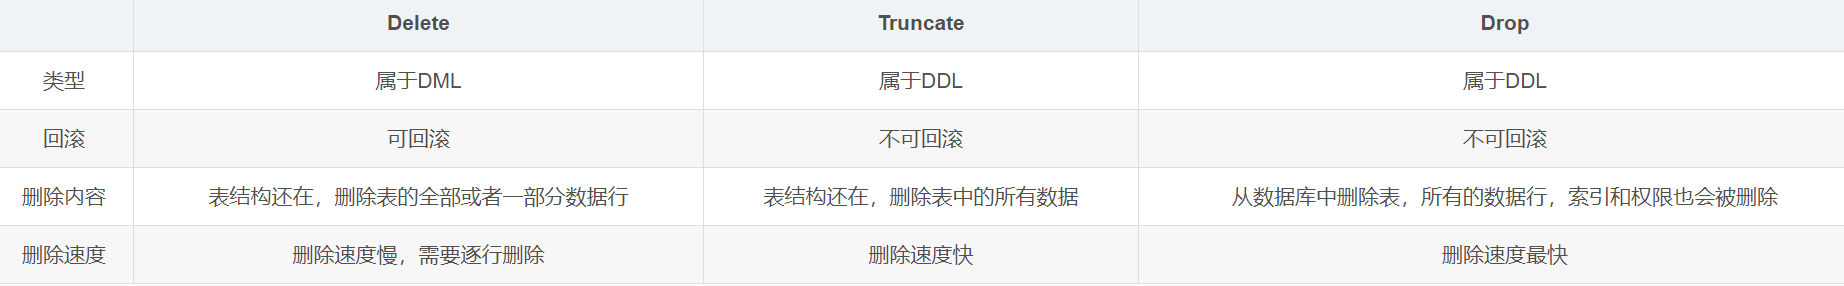 Delete Truncate Drop
类型 属于DML 属于DDL 属于DDL
回滚 可回滚 不可回滚 不可回滚
删除内容 表结构还在，删除表的全部或者一部分数据行 表结构还在，删除表中的所有数据 从数据库中删除表，所有的数据行，索引和权限也会被删除
删除速度 删除速度慢，需要逐行删除 删除速度快 删除速度最快